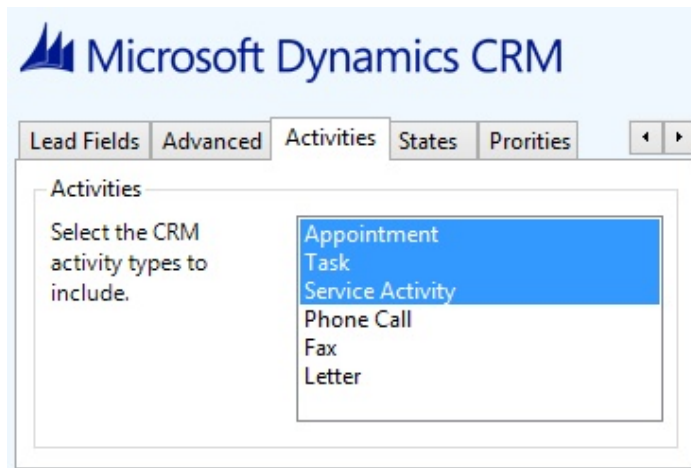 Microsoft Dynamics CRM
Lead Fields Advanced Activities States Prorities
Activities
Select the CRM
activity types to
include.
Appointment
Task
Service Activity
Phone Call
Fax
Letter